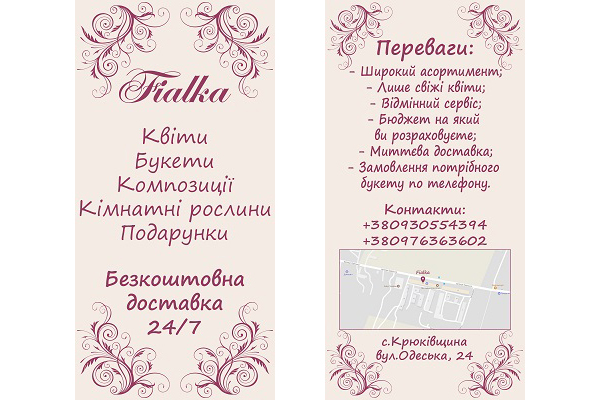 Fialka
Квіти
Букети
Композиції
Кімнатні рослини
Подарунки
Безкоштовна
доставка
24/7
Переваги:
- Широкий асортимент;
- Лише свіжі квіти;
- Відмінний сервіс;
- Бюджет на який
ви розраховуєте;
- Миттєва доставка;
- Замовлення потрібного
букету по телефону.
Контакти:
+380930554394
+380976363602
Fialka
с.Крюківщина
вул.Одеська, 24